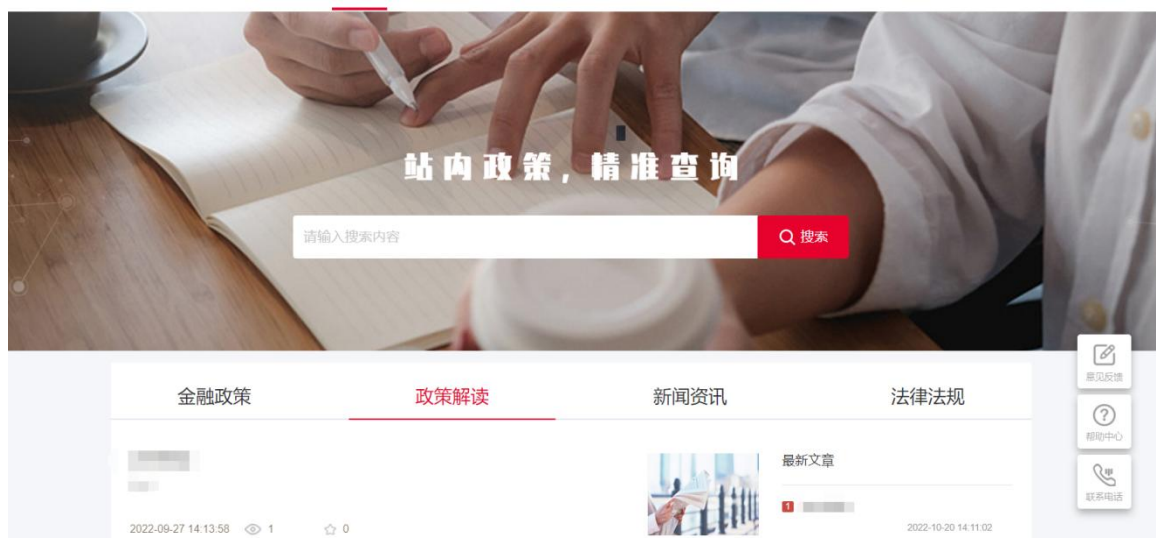 站内政策，精准查询
请输入搜索内容
搜索
意见反馈
帮助中心
联系电话
金融政策
政策解读
新闻资讯
法律法规
2022-09-27 14:13:58
1
0
最新文章
1
2022-10-20 14:11:02